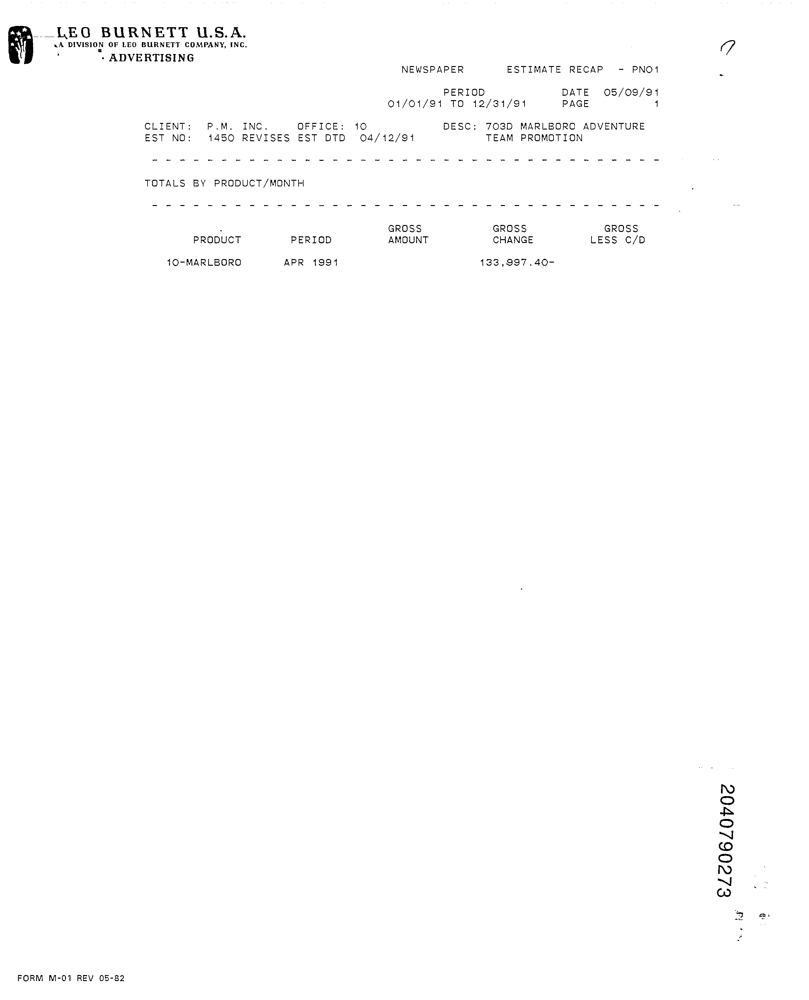 LEO BURNETT U.S.A.
A DIVISION OF LEO BURNETT COMPANY, INC.
ADVERTISING
NEWSPAPER ESTIMATE RECAP - PN01
PERIOD DATE 05/09/91
01/01/91 TO 12/31/91 PAGE 1
CLIENT: P.M. INC. OFFICE: 10 DESC: 703D MARLBORO ADVENTURE
EST NO: 1450 REVISES EST DTD 04/12/91 TEAM PROMOTION
TOTALS BY PRODUCT/MONTH
GROSS GROSS GROSS
PRODUCT PERIOD AMOUNT CHANGE LESS C/D
10-MARLBORO APR 1991 133,997.40-
2040790273
FORM M-01 REV 05-82